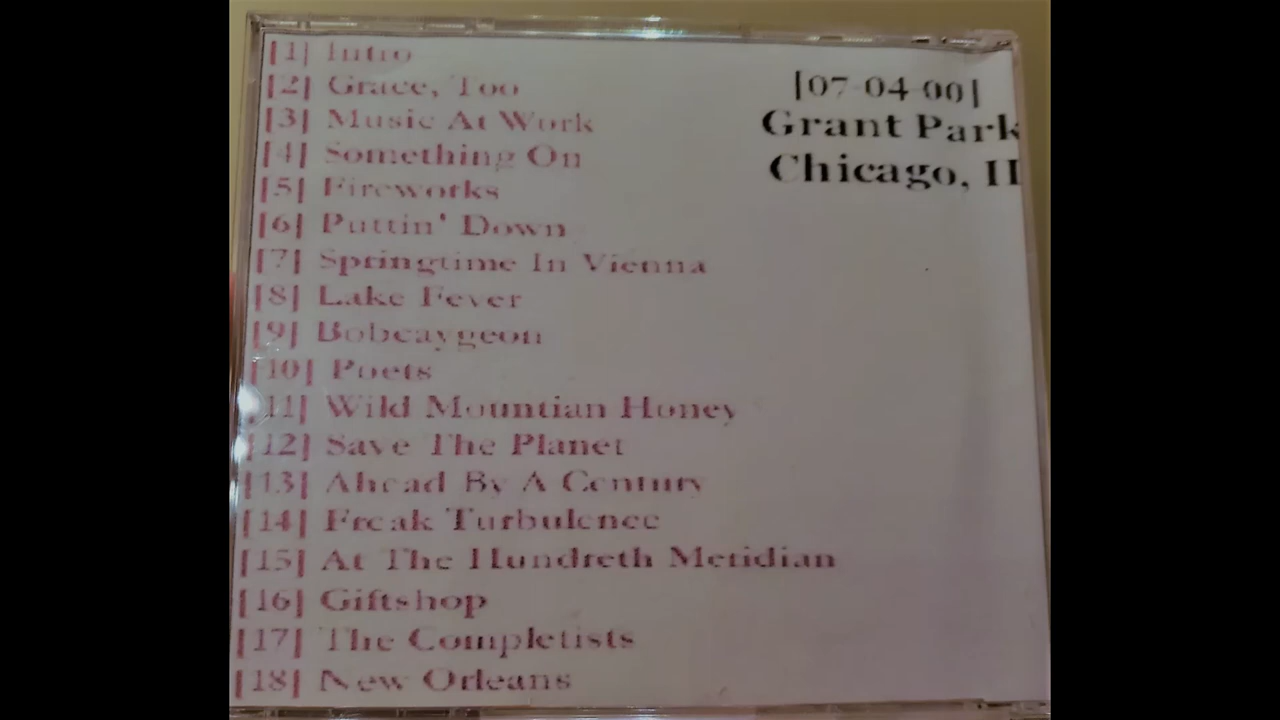 [1] Intro
[2] Grace, Too
[3] Music At Work
[4] Something On
[5] Fireworks
[6] Puttin' Down
[7] Springtime In Vienna
[8] Lake Fever
[9] Bobcaygeon
[10] Poets
[11] Wild Mountian Honey
[12] Save The Planet
[13] Ahead By A Century
[14] Freak Turbulence
[15] At The Hundreth Meridian
[16] Giftshop
[17] The Completists
[18] New Orleans
[07-04-00]
Grant Park
Chicago, Il